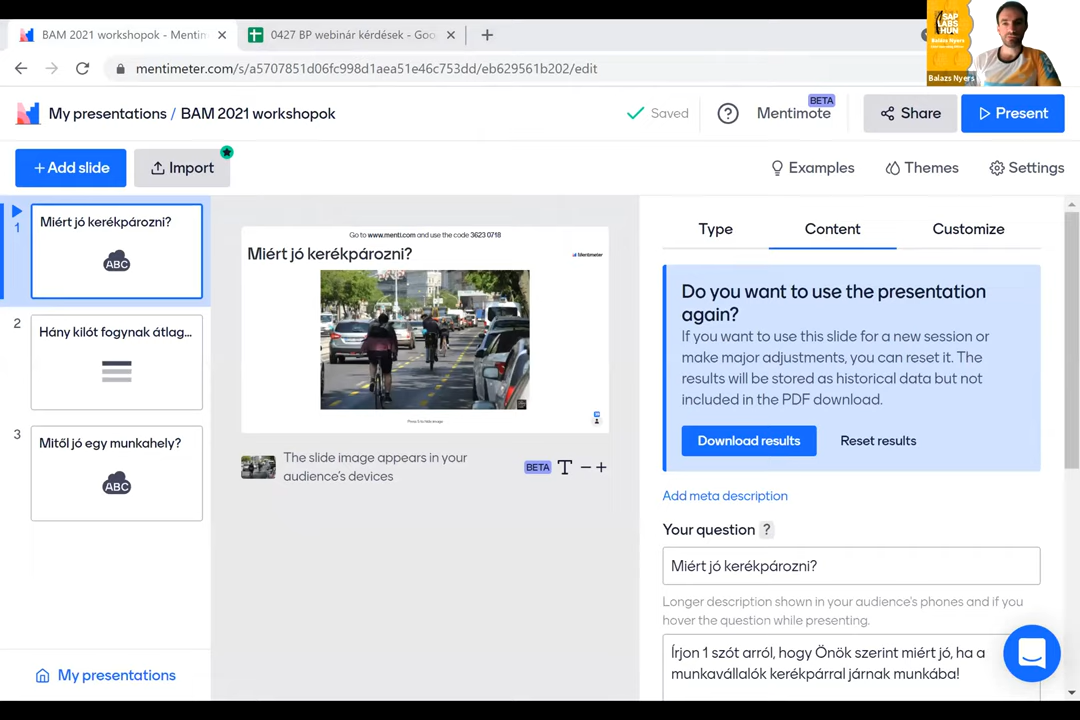 BAM 2021 workshopok - Mentim
0427 BP webinár kérdések - Goo
mentimeter.com/s/a5707851d06fc998d1aea51e46c753dd/eb629561b202/edit
SAP
LABS
HUN
Balázs Nyers
Balazs Nyers
My presentations / BAM 2021 workshopok
Saved
?
Mentimote
BETA
Share
Present
+ Add slide
Import
Examples
Themes
Settings
1
Miért jó kerékpározni?
ABC
2
Hány kilót fogynak átlag...
3
Mitől jó egy munkahely?
ABC
My presentations
Go to www.menti.com and use the code 3623 0718
Miért jó kerékpározni?
Mentimeter
The slide image appears in your
audience's devices
BETA T − +
Type
Content
Customize
Do you want to use the presentation
again?
If you want to use this slide for a new session or
make major adjustments, you can reset it. The
results will be stored as historical data but not
included in the PDF download.
Download results
Reset results
Add meta description
Your question ?
Miért jó kerékpározni?
Longer description shown in your audience's phones and if you
hover the question while presenting.
Írjon 1 szót arról, hogy Önök szerint miért jó, ha a
munkavállalók kerékpárral járnak munkába!